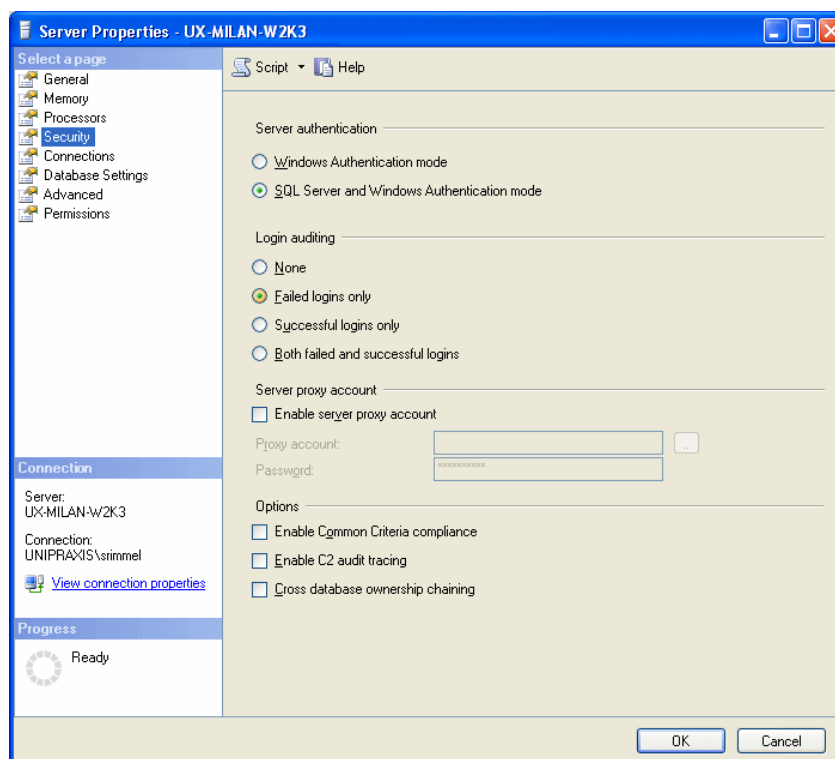 Server Properties - UX-MILAN-W2K3
Select a page
General
Memory
Processors
Security
Connections
Database Settings
Advanced
Permissions
Connection
Server:
UX-MILAN-W2K3
Connection:
UNIPRAXIS\srimmel
View connection properties
Progress
Ready
Script Help
Server authentication
Windows Authentication mode
SQL Server and Windows Authentication mode
Login auditing
None
Failed logins only
Successful logins only
Both failed and successful logins
Server proxy account
Enable server proxy account
Proxy account:
..
Password: **********
Options
Enable Common Criteria compliance
Enable C2 audit tracing
Cross database ownership chaining
OK Cancel